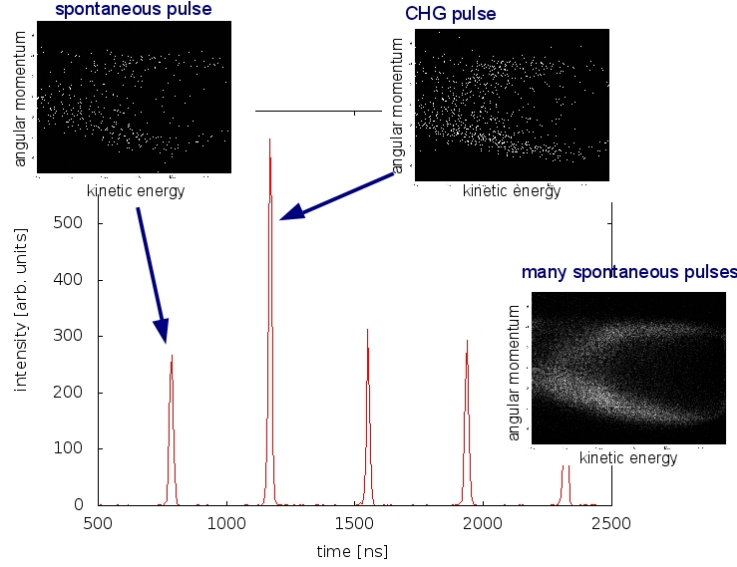 spontaneous pulse
angular momentum
kinetic energy
CHG pulse
angular momentum
kinetic energy
many spontaneous pulses
angular momentum
kinetic energy
intensity [arb. units]
500
400
300
200
100
0
500
1000
1500
2000
2500
time [ns]